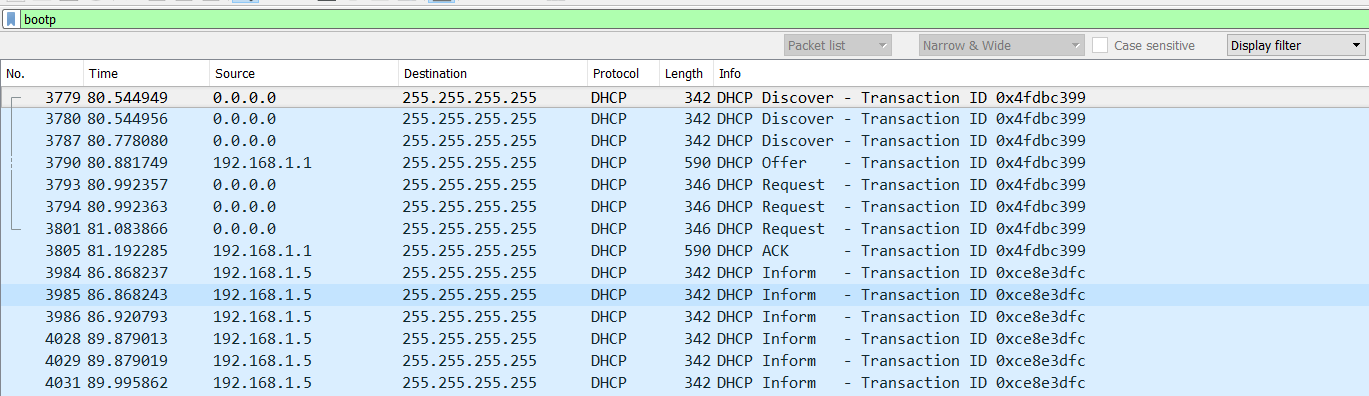 bootp
Packet list Narrow & Wide Case sensitive Display filter
No. Time Source Destination Protocol Length Info
3779 80.544949 0.0.0.0 255.255.255.255 DHCP 342 DHCP Discover - Transaction ID 0x4fdbc399
3780 80.544956 0.0.0.0 255.255.255.255 DHCP 342 DHCP Discover - Transaction ID 0x4fdbc399
3787 80.778080 0.0.0.0 255.255.255.255 DHCP 342 DHCP Discover - Transaction ID 0x4fdbc399
3790 80.881749 192.168.1.1 255.255.255.255 DHCP 590 DHCP Offer - Transaction ID 0x4fdbc399
3793 80.992357 0.0.0.0 255.255.255.255 DHCP 346 DHCP Request - Transaction ID 0x4fdbc399
3794 80.992363 0.0.0.0 255.255.255.255 DHCP 346 DHCP Request - Transaction ID 0x4fdbc399
3801 81.083866 0.0.0.0 255.255.255.255 DHCP 346 DHCP Request - Transaction ID 0x4fdbc399
3805 81.192285 192.168.1.1 255.255.255.255 DHCP 590 DHCP ACK - Transaction ID 0x4fdbc399
3984 86.868237 192.168.1.5 255.255.255.255 DHCP 342 DHCP Inform - Transaction ID 0xce8e3dfc
3985 86.868243 192.168.1.5 255.255.255.255 DHCP 342 DHCP Inform - Transaction ID 0xce8e3dfc
3986 86.920793 192.168.1.5 255.255.255.255 DHCP 342 DHCP Inform - Transaction ID 0xce8e3dfc
4028 89.879013 192.168.1.5 255.255.255.255 DHCP 342 DHCP Inform - Transaction ID 0xce8e3dfc
4029 89.879019 192.168.1.5 255.255.255.255 DHCP 342 DHCP Inform - Transaction ID 0xce8e3dfc
4031 89.995862 192.168.1.5 255.255.255.255 DHCP 342 DHCP Inform - Transaction ID 0xce8e3dfc